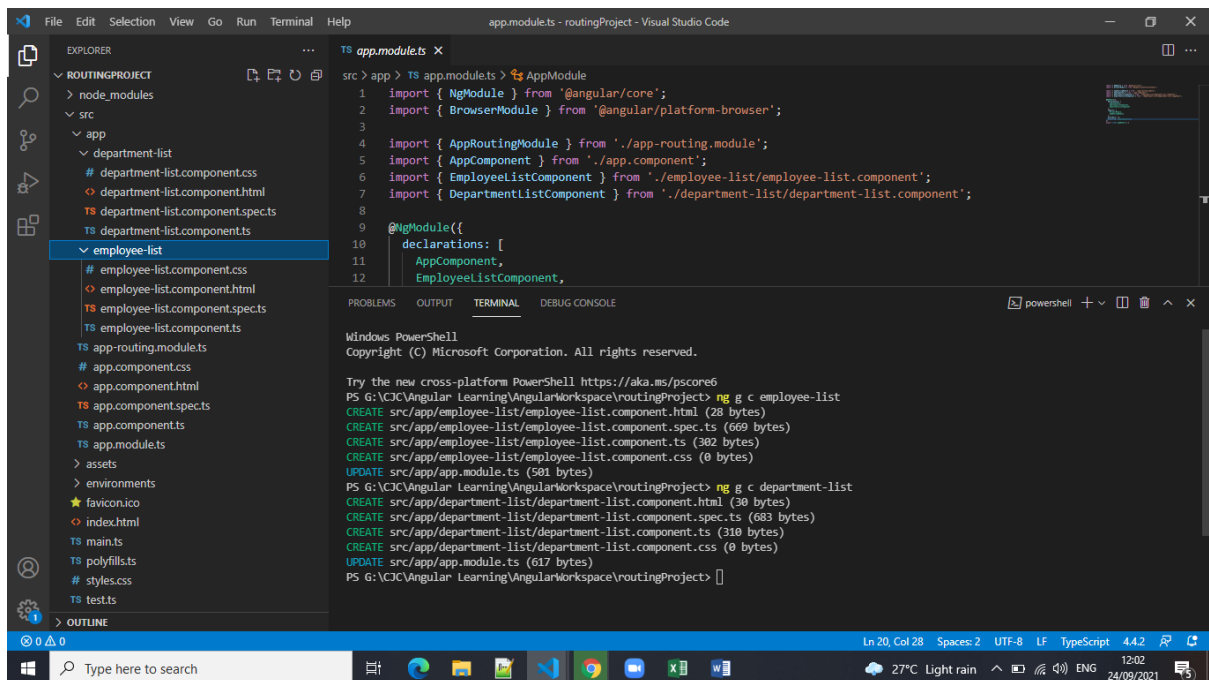 File Edit Selection View Go Run Terminal Help
app.module.ts - routingProject - Visual Studio Code
EXPLORER
ROUTINGPROJECT
node_modules
src
app
department-list
# department-list.component.css
<> department-list.component.html
TS department-list.component.spec.ts
TS department-list.component.ts
employee-list
# employee-list.component.css
<> employee-list.component.html
TS employee-list.component.spec.ts
TS employee-list.component.ts
TS app-routing.module.ts
# app.component.css
<> app.component.html
TS app.component.spec.ts
TS app.component.ts
TS app.module.ts
assets
environments
favicon.ico
<> index.html
TS main.ts
TS polyfills.ts
# styles.css
TS test.ts
OUTLINE
TS app.module.ts
src > app > TS app.module.ts > AppModule
1 import { NgModule } from '@angular/core';
2 import { BrowserModule } from '@angular/platform-browser';
3
4 import { AppRoutingModule } from './app-routing.module';
5 import { AppComponent } from './app.component';
6 import { EmployeeListComponent } from './employee-list/employee-list.component';
7 import { DepartmentListComponent } from './department-list/department-list.component';
8
9 @NgModule({
10 declarations: [
11 AppComponent,
12 EmployeeListComponent,
PROBLEMS OUTPUT TERMINAL DEBUG CONSOLE
powershell
Windows PowerShell
Copyright (C) Microsoft Corporation. All rights reserved.
Try the new cross-platform PowerShell https://aka.ms/pscore6
PS G:\CJC\Angular Learning\AngularWorkspace\routingProject> ng g c employee-list
CREATE src/app/employee-list/employee-list.component.html (28 bytes)
CREATE src/app/employee-list/employee-list.component.spec.ts (669 bytes)
CREATE src/app/employee-list/employee-list.component.ts (302 bytes)
CREATE src/app/employee-list/employee-list.component.css (0 bytes)
UPDATE src/app/app.module.ts (501 bytes)
PS G:\CJC\Angular Learning\AngularWorkspace\routingProject> ng g c department-list
CREATE src/app/department-list/department-list.component.html (30 bytes)
CREATE src/app/department-list/department-list.component.spec.ts (683 bytes)
CREATE src/app/department-list/department-list.component.ts (310 bytes)
CREATE src/app/department-list/department-list.component.css (0 bytes)
UPDATE src/app/app.module.ts (617 bytes)
PS G:\CJC\Angular Learning\AngularWorkspace\routingProject>
1
0 0
Ln 20, Col 28 Spaces: 2 UTF-8 LF TypeScript 4.4.2
Type here to search
27°C Light rain ENG
12:02
24/09/2021
5